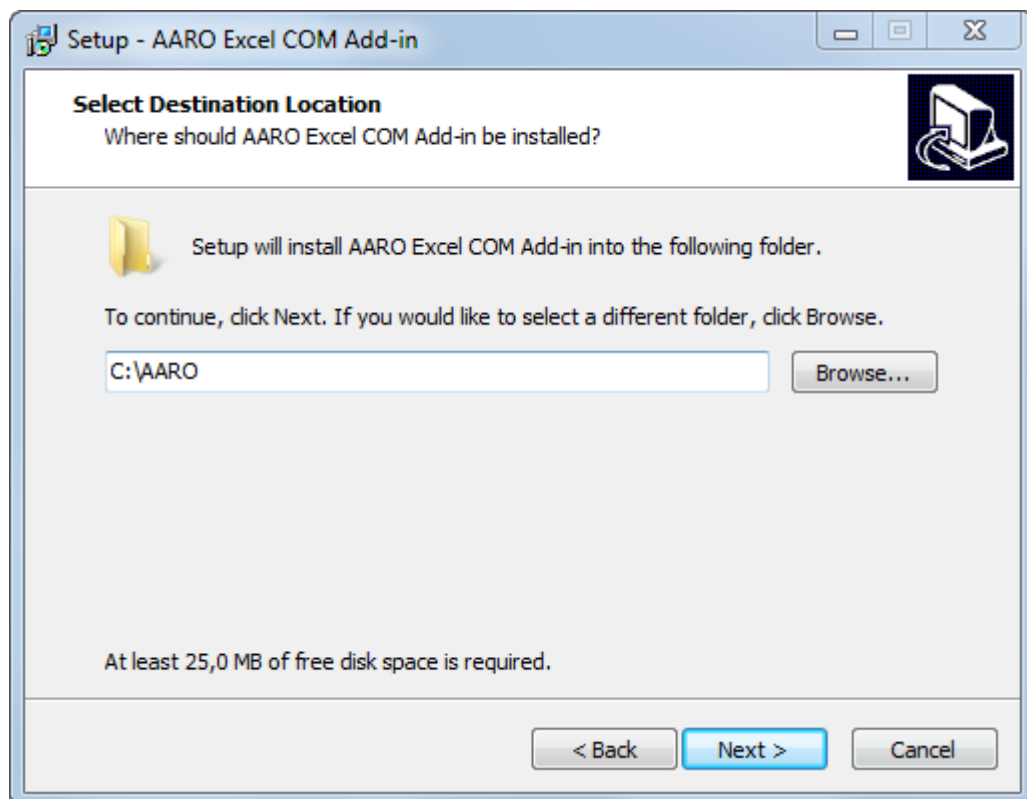 Setup - AARO Excel COM Add-in
Select Destination Location
Where should AARO Excel COM Add-in be installed?
Setup will install AARO Excel COM Add-in into the following folder.
To continue, click Next. If you would like to select a different folder, click Browse.
C:\AARO
Browse...
At least 25,0 MB of free disk space is required.
< Back
Next >
Cancel